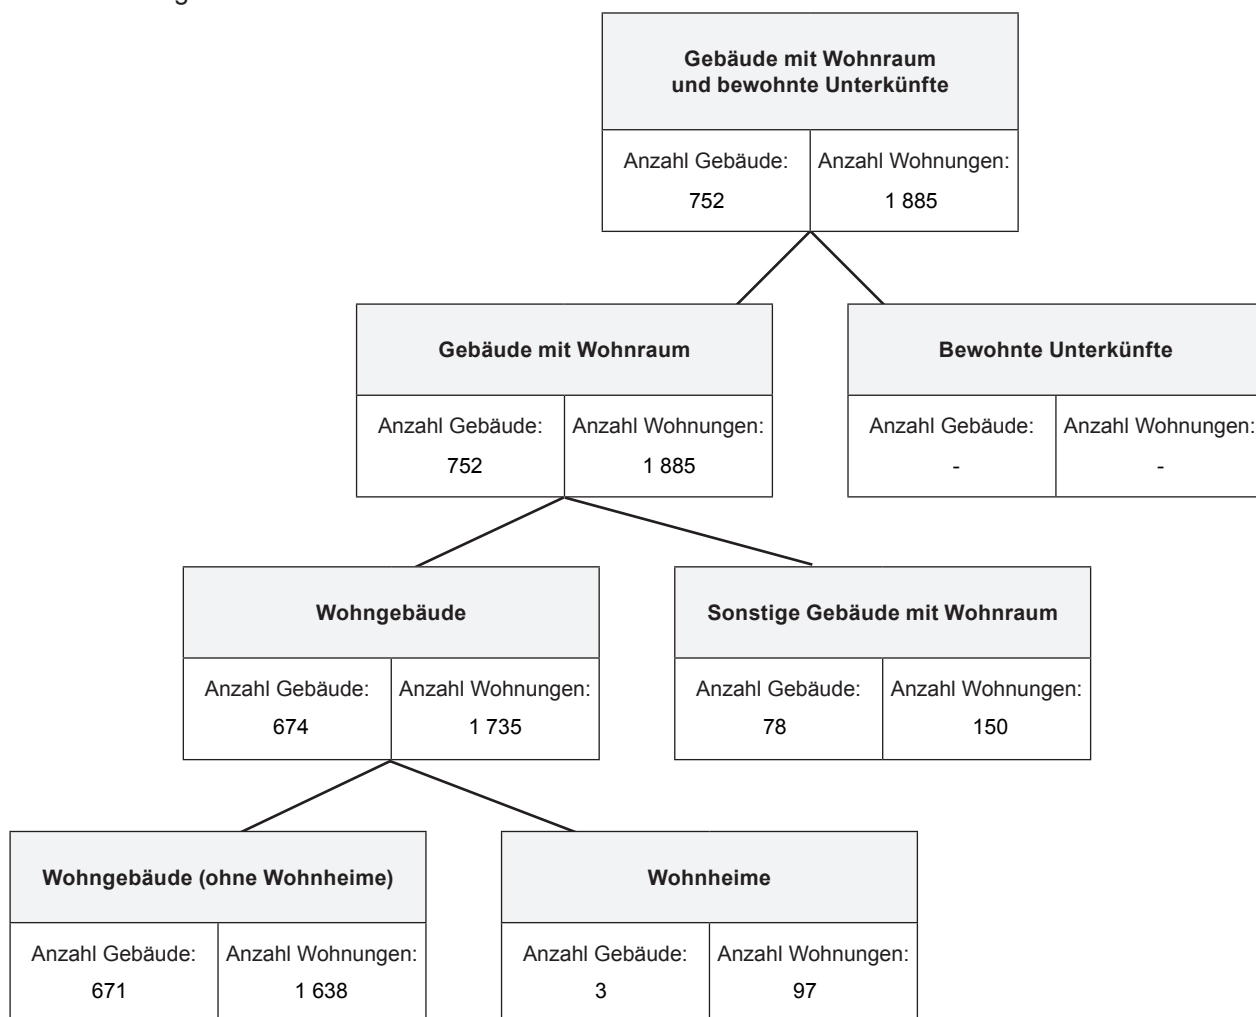 Gebäude mit Wohnraum
und bewohnte Unterkünfte
Anzahl Gebäude: Anzahl Wohnungen:
752 1 885
Gebäude mit Wohnraum Bewohnte Unterkünfte
Anzahl Gebäude: Anzahl Wohnungen: Anzahl Gebäude: Anzahl Wohnungen:
752 1 885 - -
Wohngebäude Sonstige Gebäude mit Wohnraum
Anzahl Gebäude: Anzahl Wohnungen: Anzahl Gebäude: Anzahl Wohnungen:
674 1 735 78 150
Wohngebäude (ohne Wohnheime) Wohnheime
Anzahl Gebäude: Anzahl Wohnungen: Anzahl Gebäude: Anzahl Wohnungen:
671 1 638 3 97